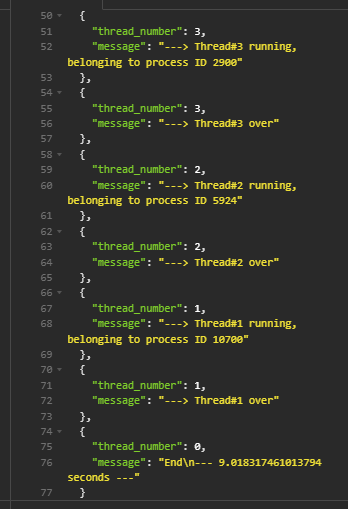 50 {
51 "thread_number": 3,
52 "message": "---> Thread#3 running,
belonging to process ID 2900"
53 },
54 {
55 "thread_number": 3,
56 "message": "---> Thread#3 over"
57 },
58 {
59 "thread_number": 2,
60 "message": "---> Thread#2 running,
belonging to process ID 5924"
61 },
62 {
63 "thread_number": 2,
64 "message": "---> Thread#2 over"
65 },
66 {
67 "thread_number": 1,
68 "message": "---> Thread#1 running,
belonging to process ID 10700"
69 },
70 {
71 "thread_number": 1,
72 "message": "---> Thread#1 over"
73 },
74 {
75 "thread_number": 0,
76 "message": "End\n--- 9.018317461013794
seconds ---"
77 }